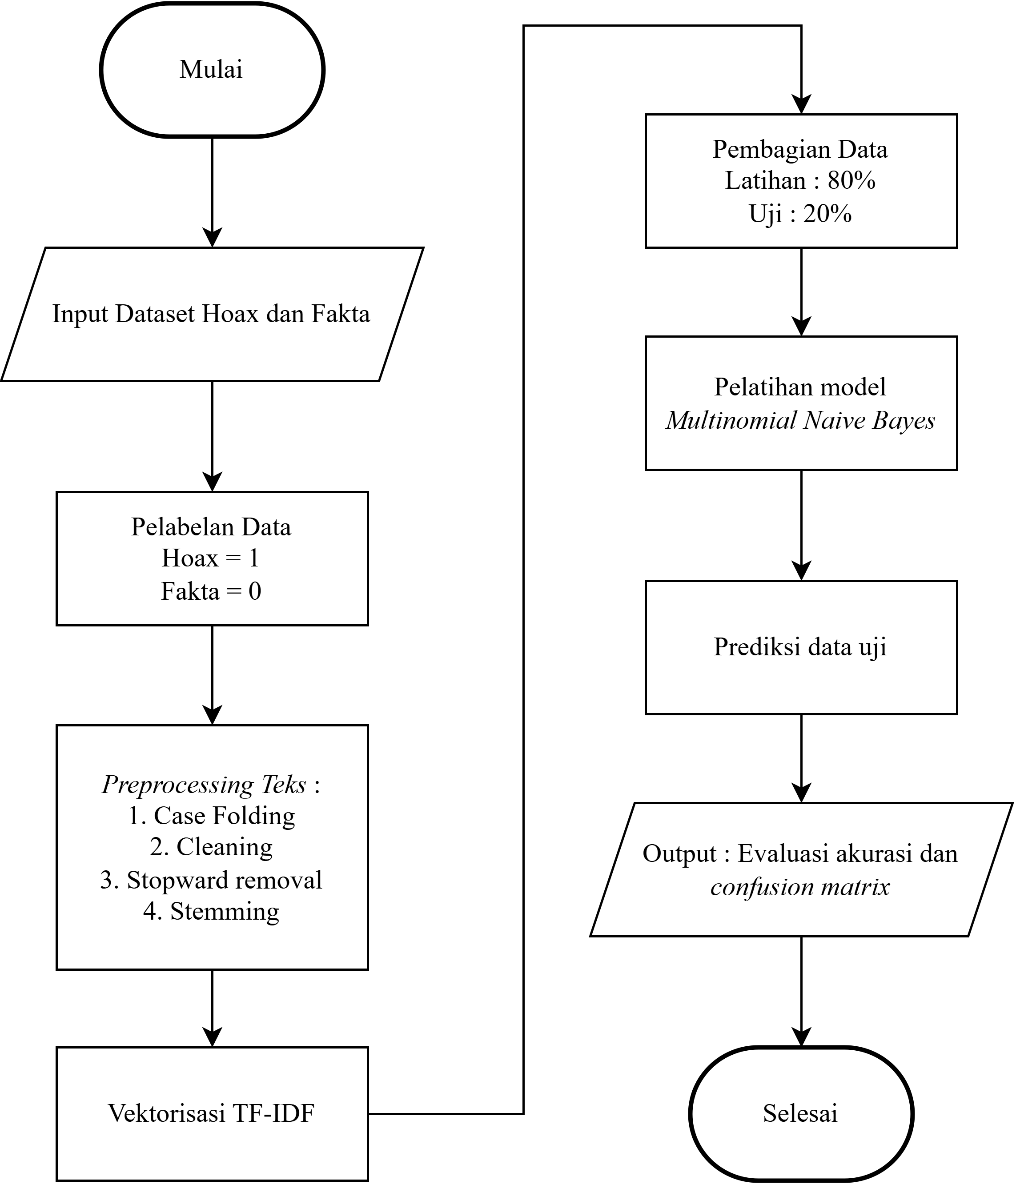 Mulai
Input Dataset Hoax dan Fakta
Pelabelan Data
Hoax = 1
Fakta = 0
Preprocessing Teks :
1. Case Folding
2. Cleaning
3. Stopward removal
4. Stemming
Vektorisasi TF-IDF
Pembagian Data
Latihan : 80%
Uji : 20%
Pelatihan model
Multinomial Naive Bayes
Prediksi data uji
Output : Evaluasi akurasi dan
confusion matrix
Selesai